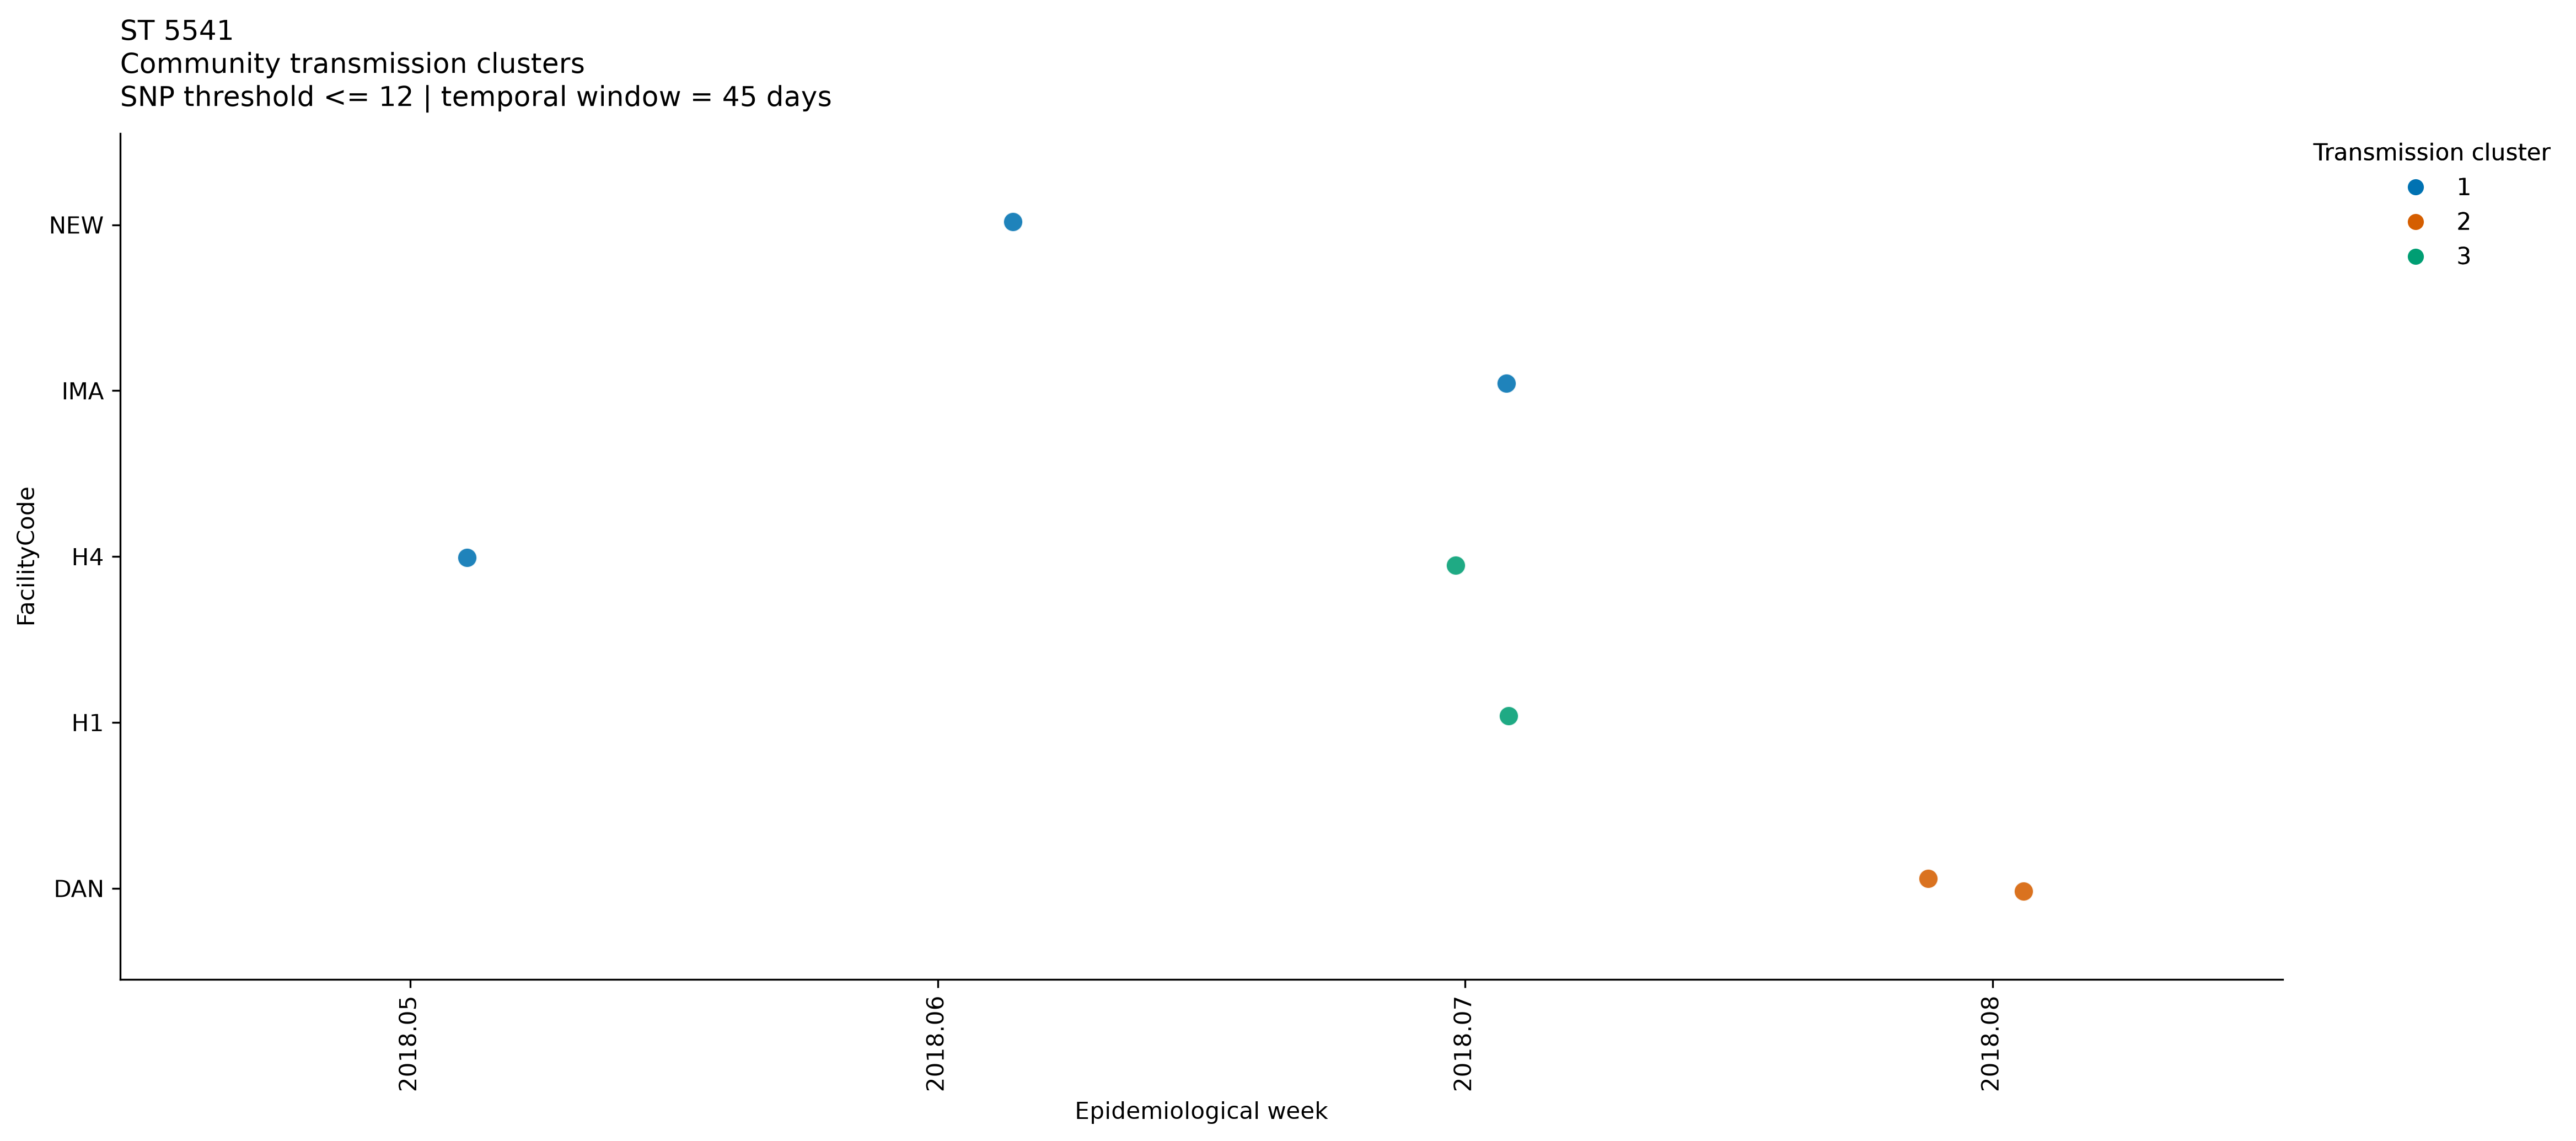 ST 5541
Community transmission clusters
SNP threshold <= 12 | temporal window = 45 days
Transmission cluster
1
2
3
NEW
IMA
H4
H1
DAN
FacilityCode
2018.05
2018.06
2018.07
2018.08
Epidemiological week